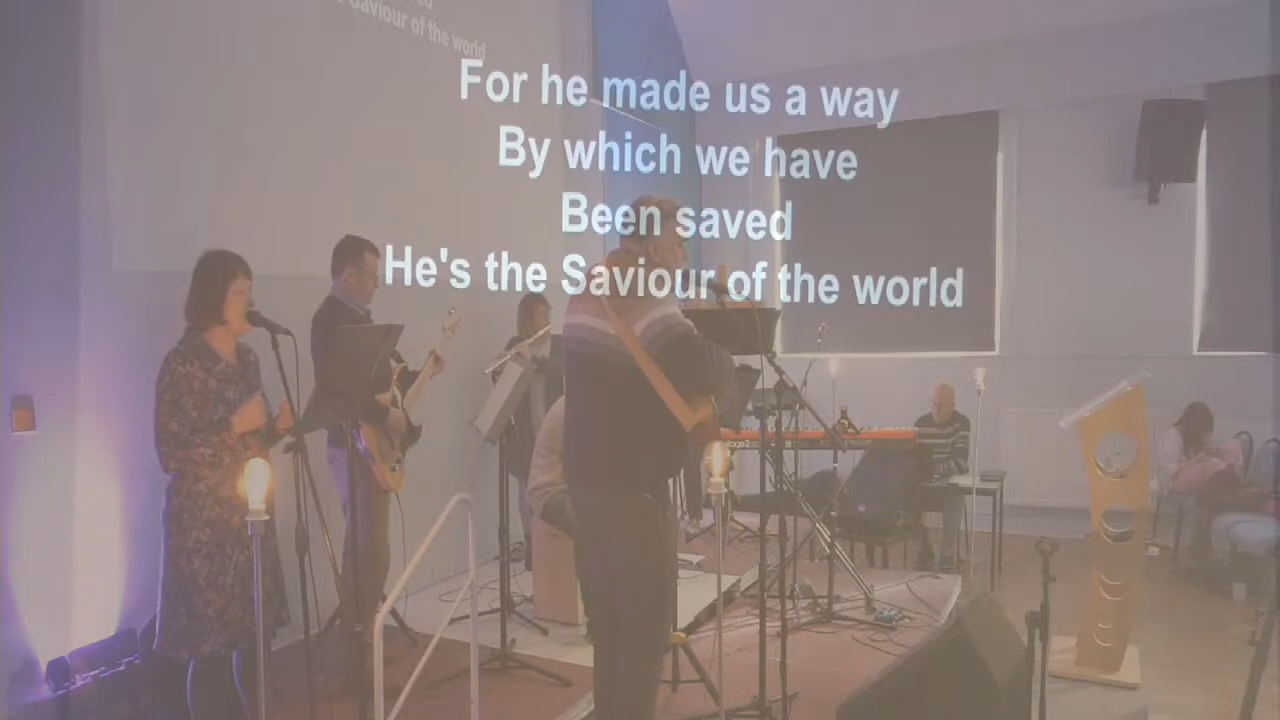 Saviour of the world
For he made us a way
By which we have
Been saved
He's the Saviour of the world